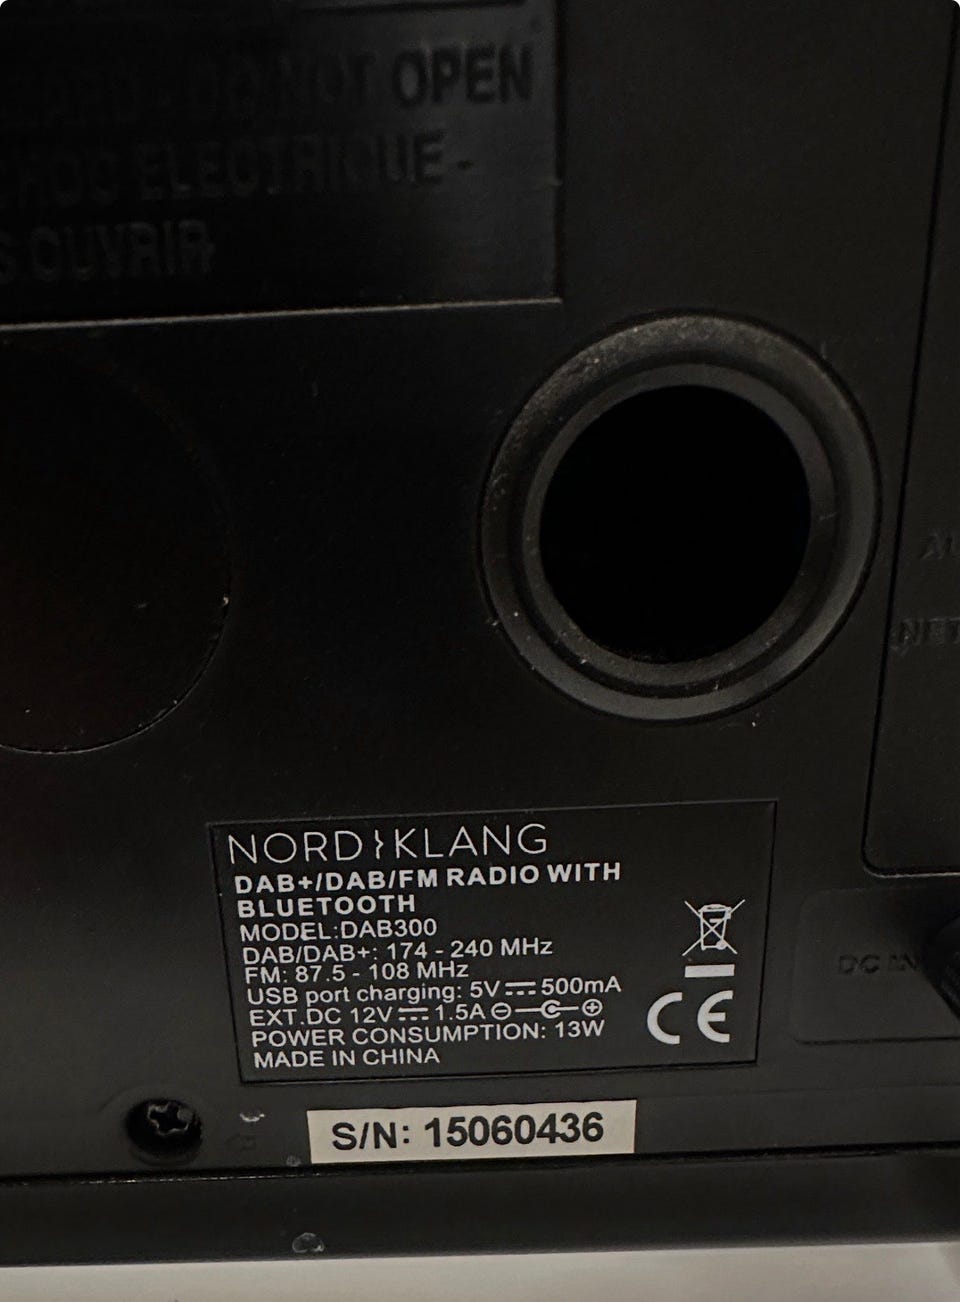 DO NOT OPEN
ELECTRIQUE -
OUVRIR
NORDKLANG
DAB+/DAB/FM RADIO WITH
BLUETOOTH
MODEL:DAB300
DAB/DAB+: 174 - 240 MHz
FM: 87.5 - 108 MHz
USB port charging: 5V⎓500mA
EXT.DC 12V⎓1.5A
POWER CONSUMPTION: 13W
MADE IN CHINA
CE
DC IN
S/N: 15060436